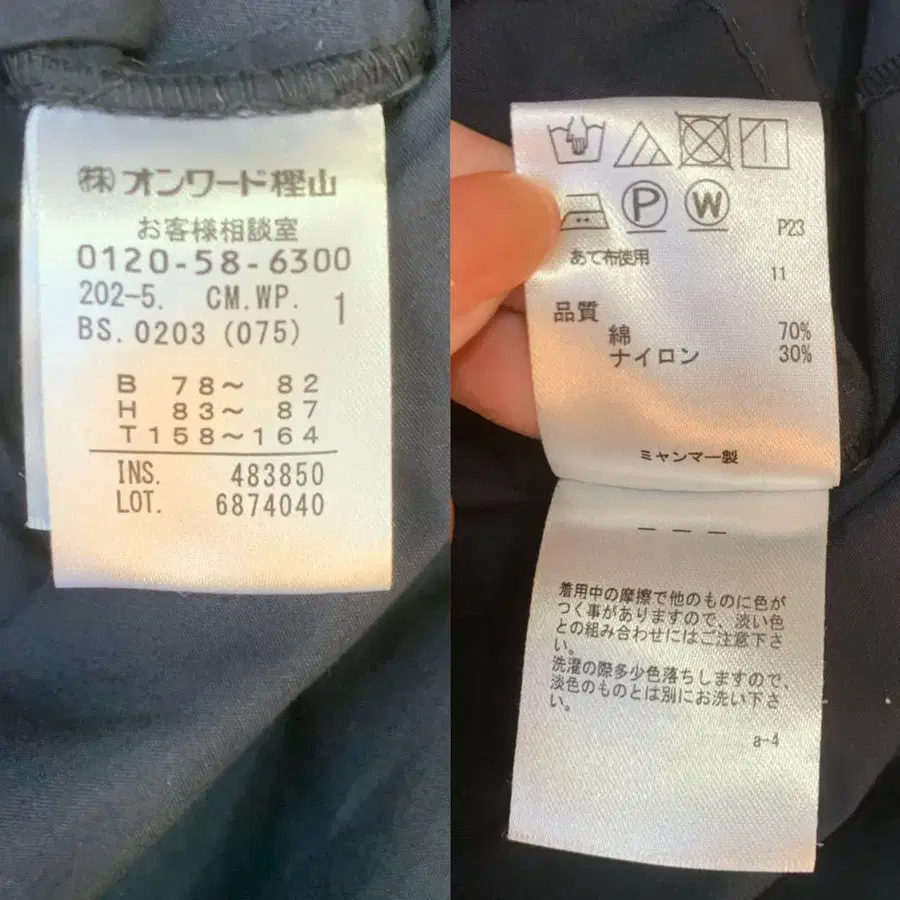 ㈱オンワード樫山
お客様相談室
0120-58-6300
202-5. CM.WP. 1
BS.0203(075)
B 78〜 82
H 83〜 87
T158〜164
INS. 483850
LOT. 6874040
P W
P23
あて布使用
11
品質
綿 70%
ナイロン 30%
ミャンマー製
— — —
着用中の摩擦で他のものに色が
つく事がありますので、淡い色
との組み合わせにはご注意下さ
い。
洗濯の際多少色落ちしますので、
淡色のものとは別にお洗い下さ
い。
a-4